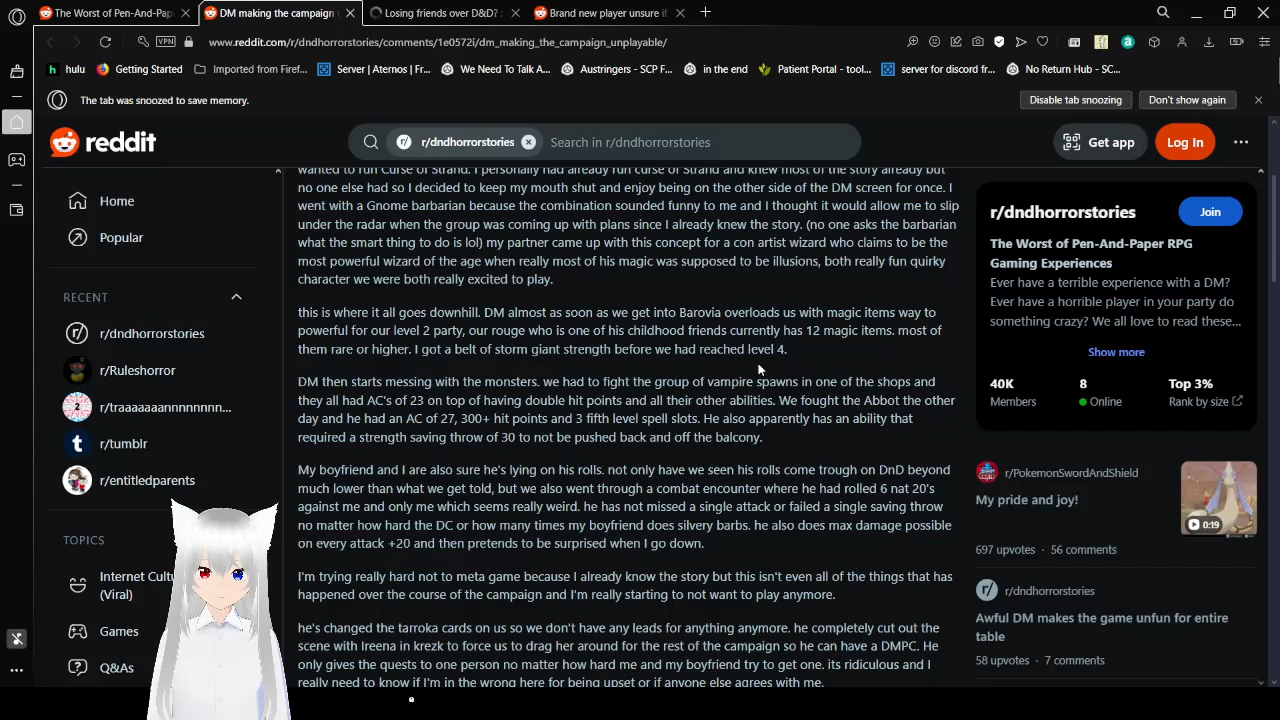 The Worst of Pen-And-Pap
DM making the campaign
Losing friends over D&D? :
Brand new player unsure if
VPN
www.reddit.com/r/dndhorrorstories/comments/1e0572i/dm_making_the_campaign_unplayable/
hulu
Getting Started
Imported from Firef...
Server | Aternos | Fr...
We Need To Talk A...
Austringers - SCP F...
in the end
Patient Portal - tool...
server for discord fr...
No Return Hub - SC...
The tab was snoozed to save memory.
Disable tab snoozing
Don't show again
reddit
r/dndhorrorstories
Search in r/dndhorrorstories
Get app
Log In
Home
Popular
RECENT
r/dndhorrorstories
r/Ruleshorror
r/traaaaaaannnnnnnnn...
r/tumblr
r/entitledparents
TOPICS
Internet Cult
(Viral)
Games
Q&As
wanted to run Curse of Strahd. I personally had already run curse of Strahd and knew most of the story already but
no one else had so I decided to keep my mouth shut and enjoy being on the other side of the DM screen for once. I
went with a Gnome barbarian because the combination sounded funny to me and I thought it would allow me to slip
under the radar when the group was coming up with plans since I already knew the story. (no one asks the barbarian
what the smart thing to do is lol) my partner came up with this concept for a con artist wizard who claims to be the
most powerful wizard of the age when really most of his magic was supposed to be illusions, both really fun quirky
character we were both really excited to play.
this is where it all goes downhill. DM almost as soon as we get into Barovia overloads us with magic items way to
powerful for our level 2 party, our rouge who is one of his childhood friends currently has 12 magic items. most of
them rare or higher. I got a belt of storm giant strength before we had reached level 4.
DM then starts messing with the monsters. we had to fight the group of vampire spawns in one of the shops and
they all had AC's of 23 on top of having double hit points and all their other abilities. We fought the Abbot the other
day and he had an AC of 27, 300+ hit points and 3 fifth level spell slots. He also apparently has an ability that
required a strength saving throw of 30 to not be pushed back and off the balcony.
My boyfriend and I are also sure he's lying on his rolls. not only have we seen his rolls come trough on DnD beyond
much lower than what we get told, but we also went through a combat encounter where he had rolled 6 nat 20's
against me and only me which seems really weird. he has not missed a single attack or failed a single saving throw
no matter how hard the DC or how many times my boyfriend does silvery barbs. he also does max damage possible
on every attack +20 and then pretends to be surprised when I go down.
I'm trying really hard not to meta game because I already know the story but this isn't even all of the things that has
happened over the course of the campaign and I'm really starting to not want to play anymore.
he's changed the tarroka cards on us so we don't have any leads for anything anymore. he completely cut out the
scene with Ireena in krezk to force us to drag her around for the rest of the campaign so he can have a DMPC. He
only gives the quests to one person no matter how hard me and my boyfriend try to get one. its ridiculous and I
really need to know if I'm in the wrong here for being upset or if anyone else agrees with me.
r/dndhorrorstories
Join
The Worst of Pen-And-Paper RPG
Gaming Experiences
Ever have a terrible experience with a DM?
Ever have a horrible player in your party do
something crazy? We all love to read these...
Show more
40K
Members
8
Online
Top 3%
Rank by size
r/PokemonSwordAndShield
My pride and joy!
0:19
697 upvotes · 56 comments
r/dndhorrorstories
Awful DM makes the game unfun for entire
table
58 upvotes · 7 comments